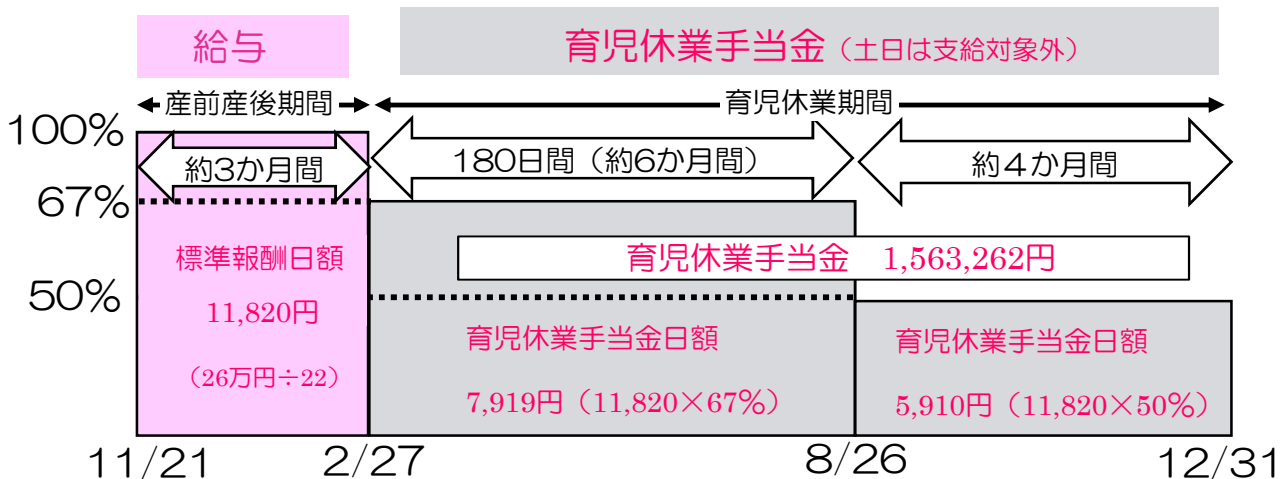 給与
育児休業手当金（土日は支給対象外）
産前産後期間
育児休業期間
100%
約3か月間
180日間（約6か月間）
約４か月間
67%
標準報酬日額
育児休業手当金　1,563,262円
50%
11,820円
（26万円÷22）
育児休業手当金日額
7,919円（11,820×67%）
育児休業手当金日額
5,910円（11,820×50%）
11/21
2/27
8/26
12/31